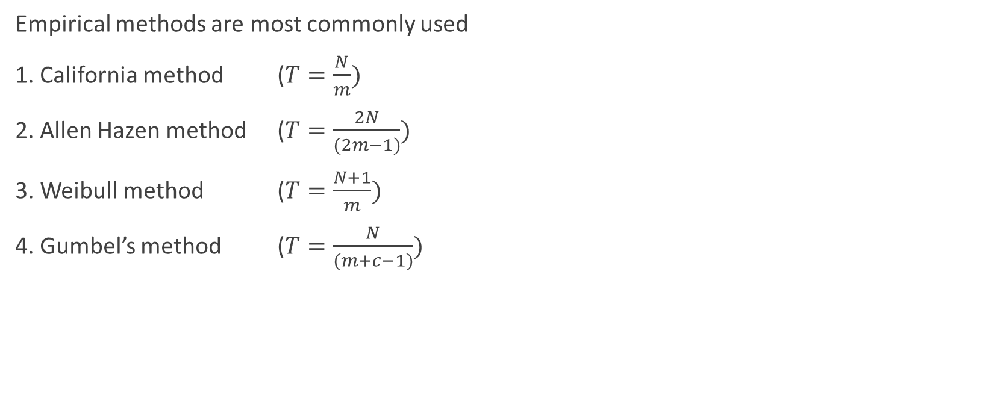 Empirical methods are most commonly used
1. California method (T = N/m)
2. Allen Hazen method (T = 2N/(2m−1))
3. Weibull method (T = N+1/m)
4. Gumbel’s method (T = N/(m+c−1))